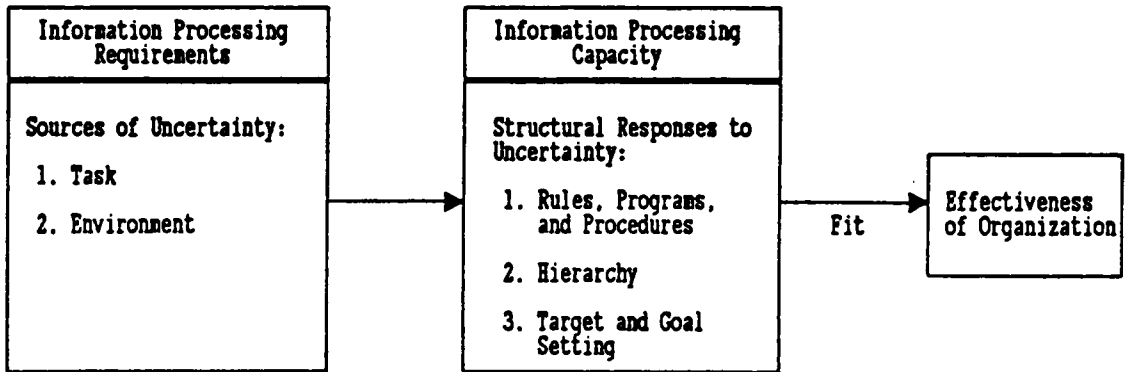 Information Processing
Requirements
Sources of Uncertainty:
1. Task
2. Environment
Information Processing
Capacity
Structural Responses to
Uncertainty:
1. Rules, Programs,
and Procedures
2. Hierarchy
3. Target and Goal
Setting
Fit
Effectiveness
of Organization